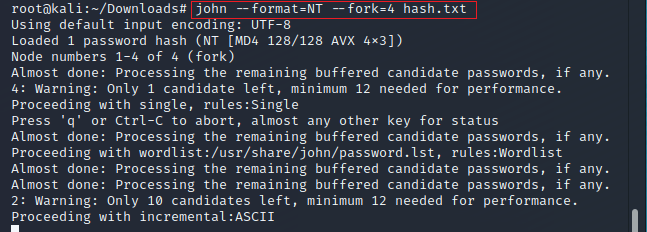 root@kali:~/Downloads# john --format=NT --fork=4 hash.txt
Using default input encoding: UTF-8
Loaded 1 password hash (NT [MD4 128/128 AVX 4×3])
Node numbers 1-4 of 4 (fork)
Almost done: Processing the remaining buffered candidate passwords, if any.
4: Warning: Only 1 candidate left, minimum 12 needed for performance.
Proceeding with single, rules:Single
Press 'q' or Ctrl-C to abort, almost any other key for status
Almost done: Processing the remaining buffered candidate passwords, if any.
Proceeding with wordlist:/usr/share/john/password.lst, rules:Wordlist
Almost done: Processing the remaining buffered candidate passwords, if any.
Almost done: Processing the remaining buffered candidate passwords, if any.
2: Warning: Only 10 candidates left, minimum 12 needed for performance.
Proceeding with incremental:ASCII